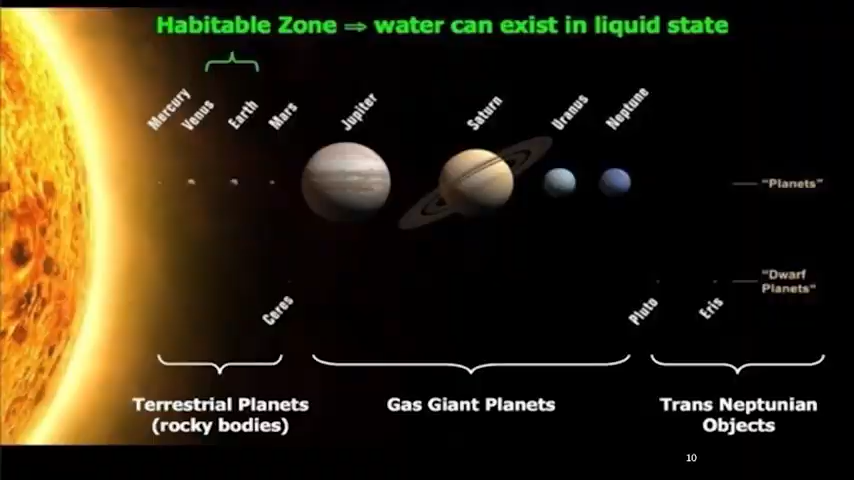 Habitable Zone ⇒ water can exist in liquid state
Mercury
Venus
Earth
Mars
Jupiter
Saturn
Uranus
Neptune
"Planets"
"Dwarf
Planets"
Ceres
Pluto
Eris
Terrestrial Planets
(rocky bodies)
Gas Giant Planets
Trans Neptunian
Objects
10